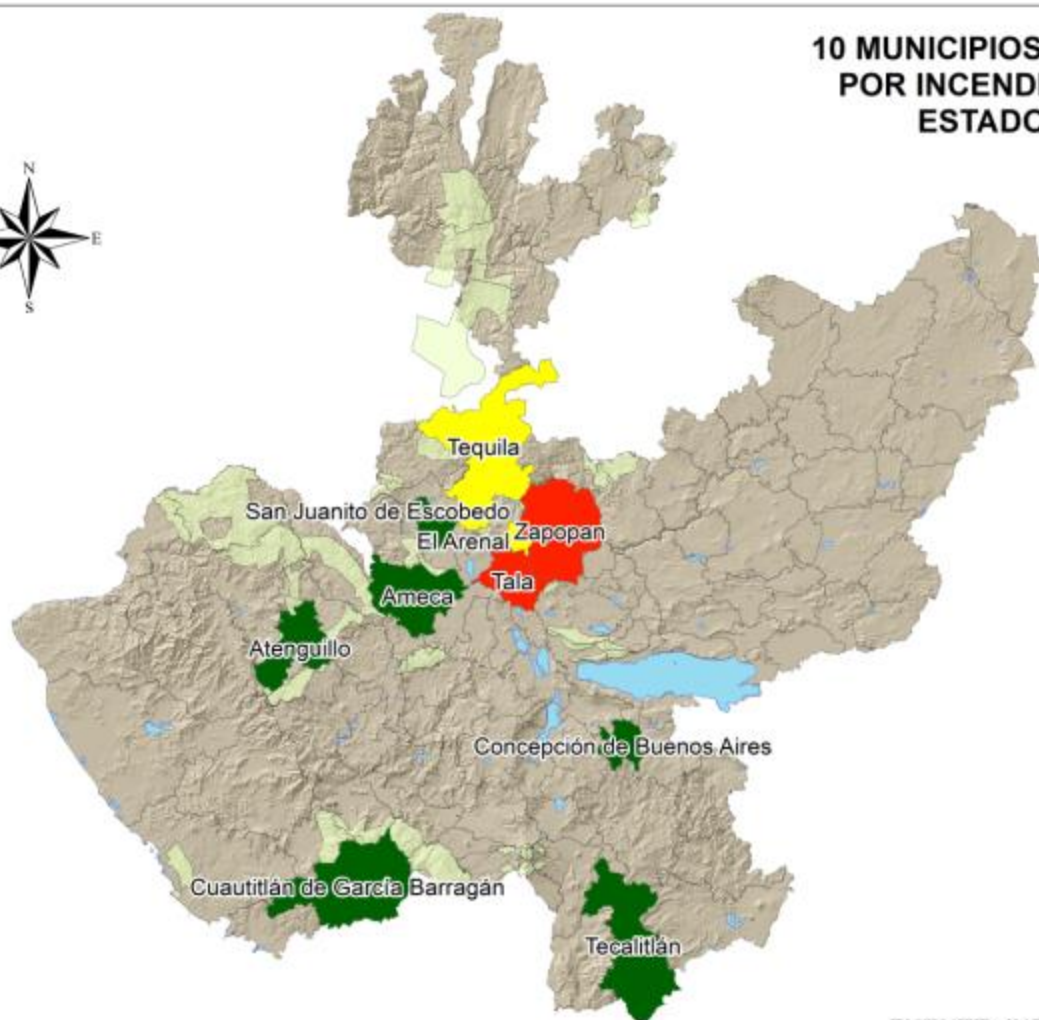 10 MUNICIPIOS
POR INCENDI
ESTADO
N
E
S
Tequila
San Juanito de Escobedo
El Arenal
Zapopan
Tala
Ameca
Atenguillo
Concepción de Buenos Aires
Cuautitlán de García Barragán
Tecalitlán